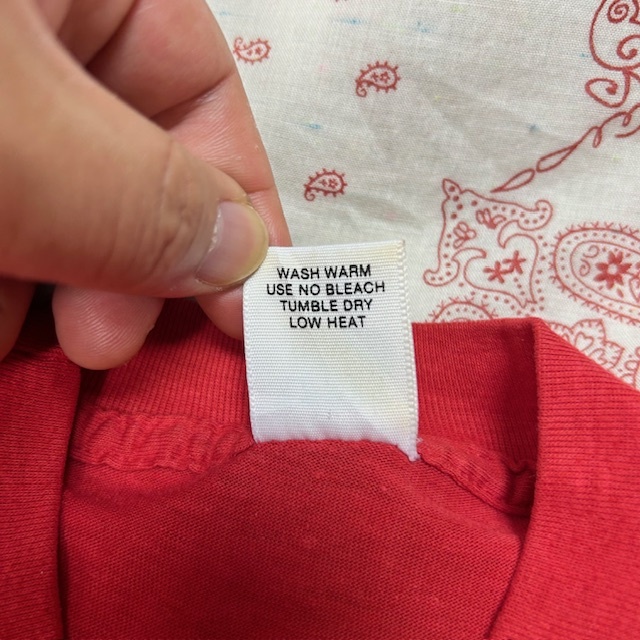 WASH WARM
USE NO BLEACH
TUMBLE DRY
LOW HEAT